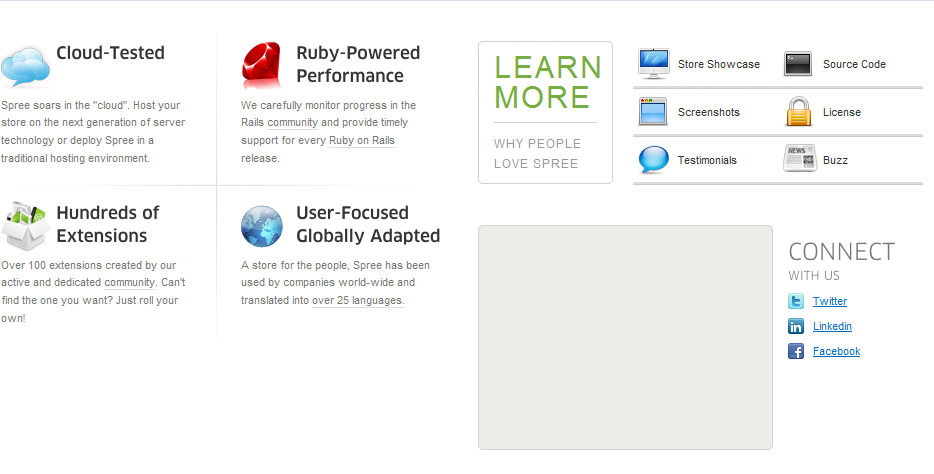 Cloud-Tested
Spree soars in the "cloud". Host your
store on the next generation of server
technology or deploy Spree in a
traditional hosting environment.
Ruby-Powered
Performance
We carefully monitor progress in the
Rails community and provide timely
support for every Ruby on Rails
release.
Hundreds of
Extensions
Over 100 extensions created by our
active and dedicated community. Can't
find the one you want? Just roll your
own!
User-Focused
Globally Adapted
A store for the people, Spree has been
used by companies world-wide and
translated into over 25 languages.
LEARN
MORE
WHY PEOPLE
LOVE SPREE
Store Showcase
Source Code
Screenshots
License
Testimonials
NEWS
Buzz
CONNECT
WITH US
Twitter
Linkedin
Facebook